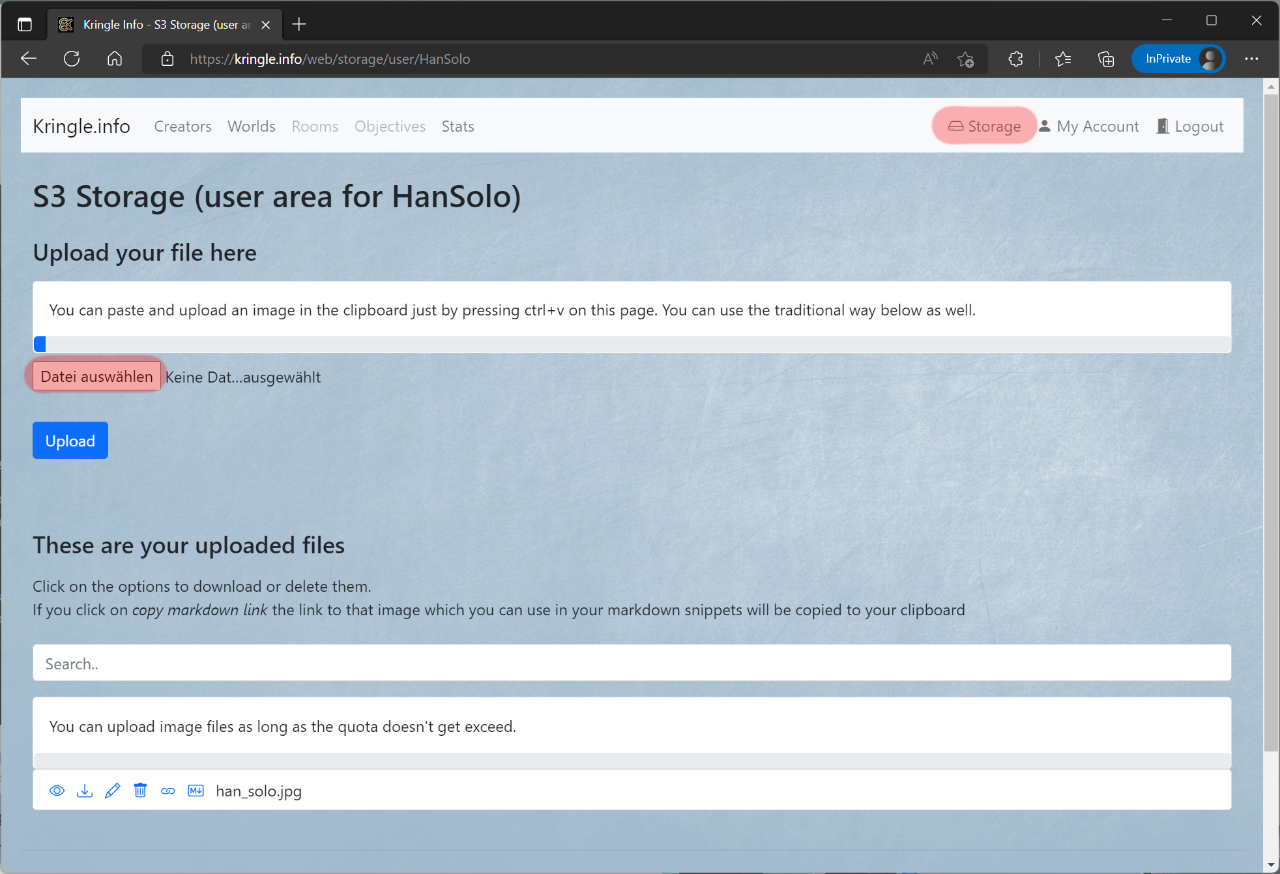 Kringle Info - S3 Storage (user ar
https://kringle.info/web/storage/user/HanSolo
InPrivate
Kringle.info Creators Worlds Rooms Objectives Stats Storage My Account Logout
S3 Storage (user area for HanSolo)
Upload your file here
You can paste and upload an image in the clipboard just by pressing ctrl+v on this page. You can use the traditional way below as well.
Datei auswählen Keine Dat...ausgewählt
Upload
These are your uploaded files
Click on the options to download or delete them.
If you click on copy markdown link the link to that image which you can use in your markdown snippets will be copied to your clipboard
Search..
You can upload image files as long as the quota doesn't get exceed.
han_solo.jpg